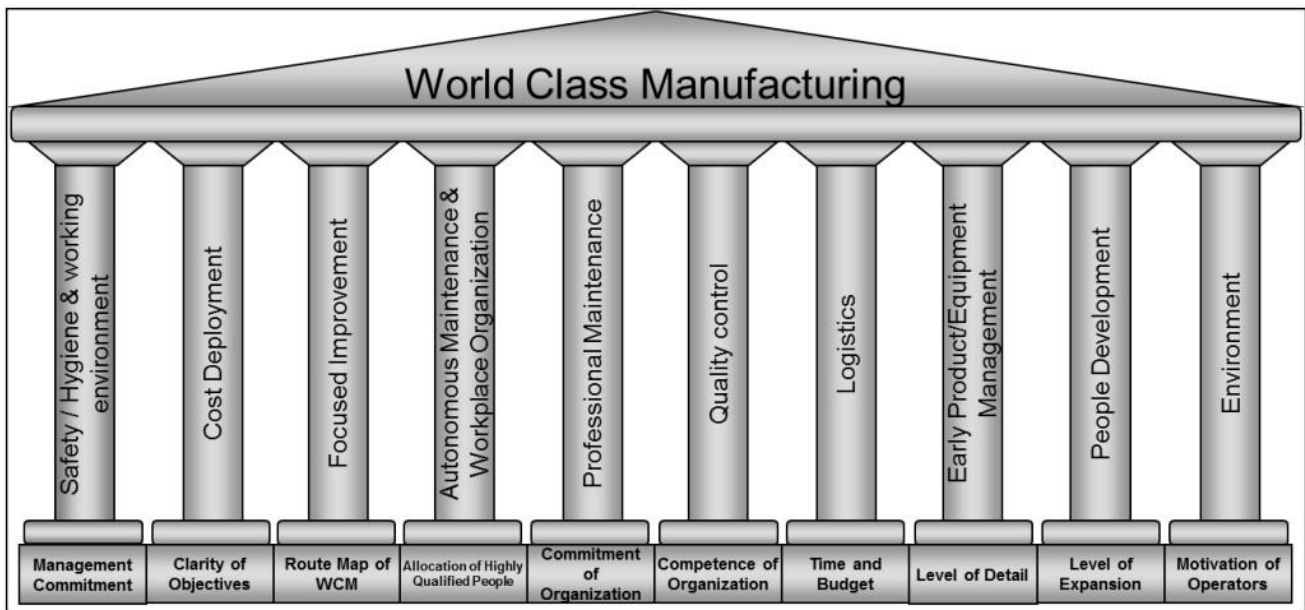 World Class Manufacturing
Safety / Hygiene & working
environment
Cost Deployment
Focused Improvement
Autonomous Maintenance &
Workplace Organization
Professional Maintenance
Quality control
Logistics
Early Product/Equipment
Management
People Development
Environment
Management
Commitment
Clarity of
Objectives
Route Map of
WCM
Allocation of Highly
Qualified People
Commitment
of
Organization
Competence of
Organization
Time and
Budget
Level of Detail
Level of
Expansion
Motivation of
Operators